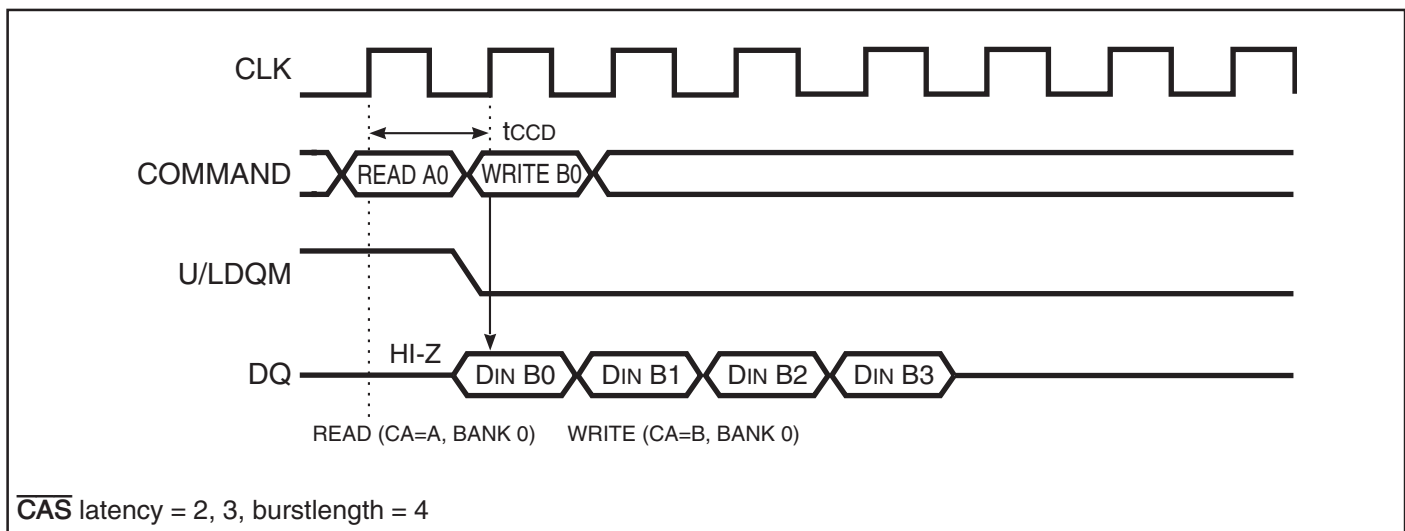 CLK
tCCD
COMMAND READ A0 WRITE B0
U/LDQM
HI-Z
DQ DIN B0 DIN B1 DIN B2 DIN B3
READ (CA=A, BANK 0) WRITE (CA=B, BANK 0)
CAS latency = 2, 3, burstlength = 4